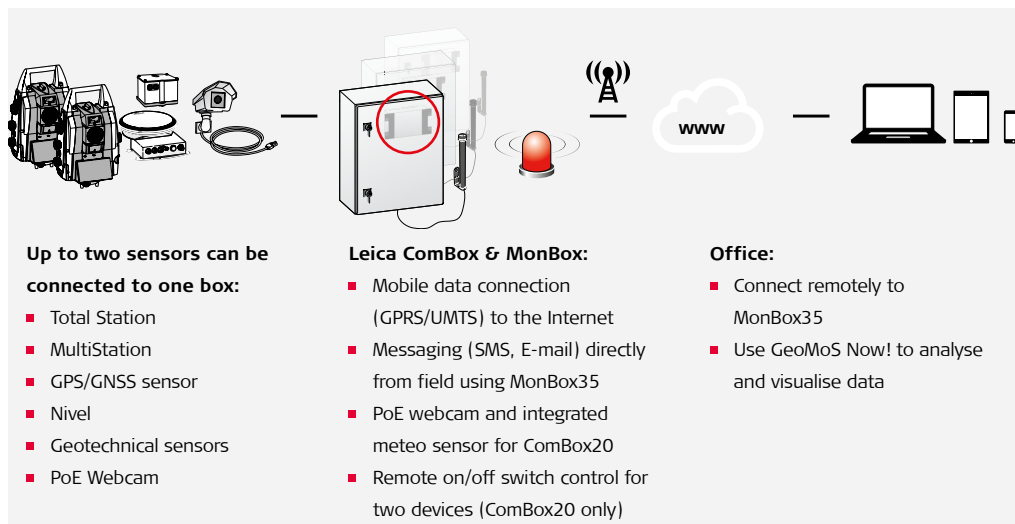 www
Up to two sensors can be
connected to one box:
Total Station
MultiStation
GPS/GNSS sensor
Nivel
Geotechnical sensors
PoE Webcam
Leica ComBox & MonBox:
Mobile data connection
(GPRS/UMTS) to the Internet
Messaging (SMS, E-mail) directly
from field using MonBox35
PoE webcam and integrated
meteo sensor for ComBox20
Remote on/off switch control for
two devices (ComBox20 only)
Office:
Connect remotely to
MonBox35
Use GeoMoS Now! to analyse
and visualise data